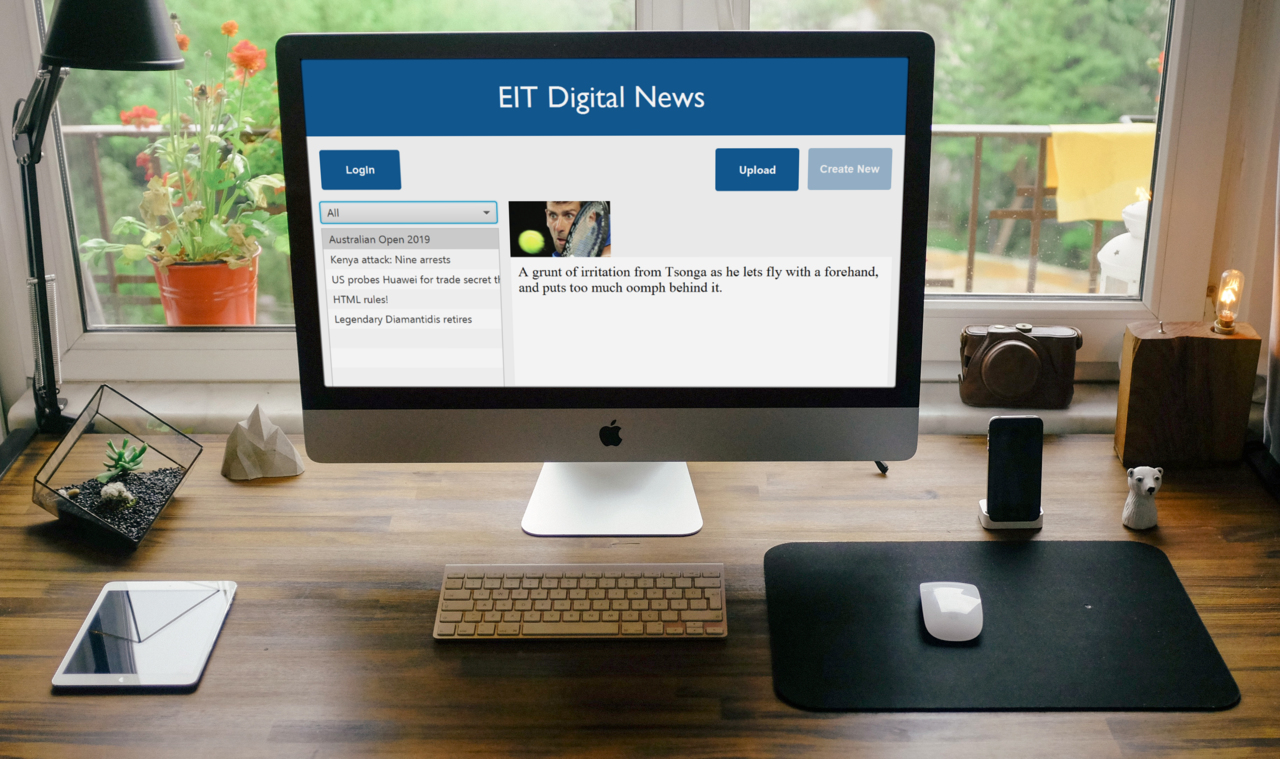 EIT Digital News
LogIn
Upload
Create New
All
Australian Open 2019
Kenya attack: Nine arrests
US probes Huawei for trade secret
HTML rules!
Legendary Diamantidis retires
A grunt of irritation from Tsonga as he lets fly with a forehand,
and puts too much oomph behind it.